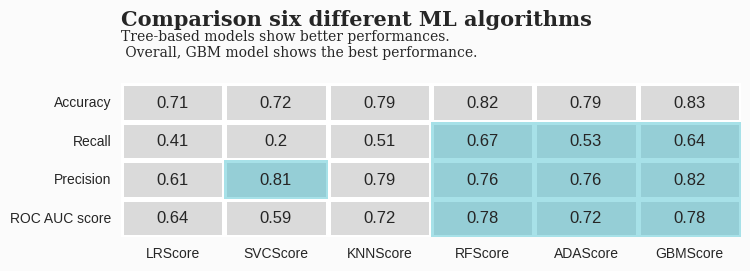 Comparison six different ML algorithms
Tree-based models show better performances.
Overall, GBM model shows the best performance.
Accuracy 0.71 0.72 0.79 0.82 0.79 0.83
Recall 0.41 0.2 0.51 0.67 0.53 0.64
Precision 0.61 0.81 0.79 0.76 0.76 0.82
ROC AUC score 0.64 0.59 0.72 0.78 0.72 0.78
LRScore SVCScore KNNScore RFScore ADAScore GBMScore